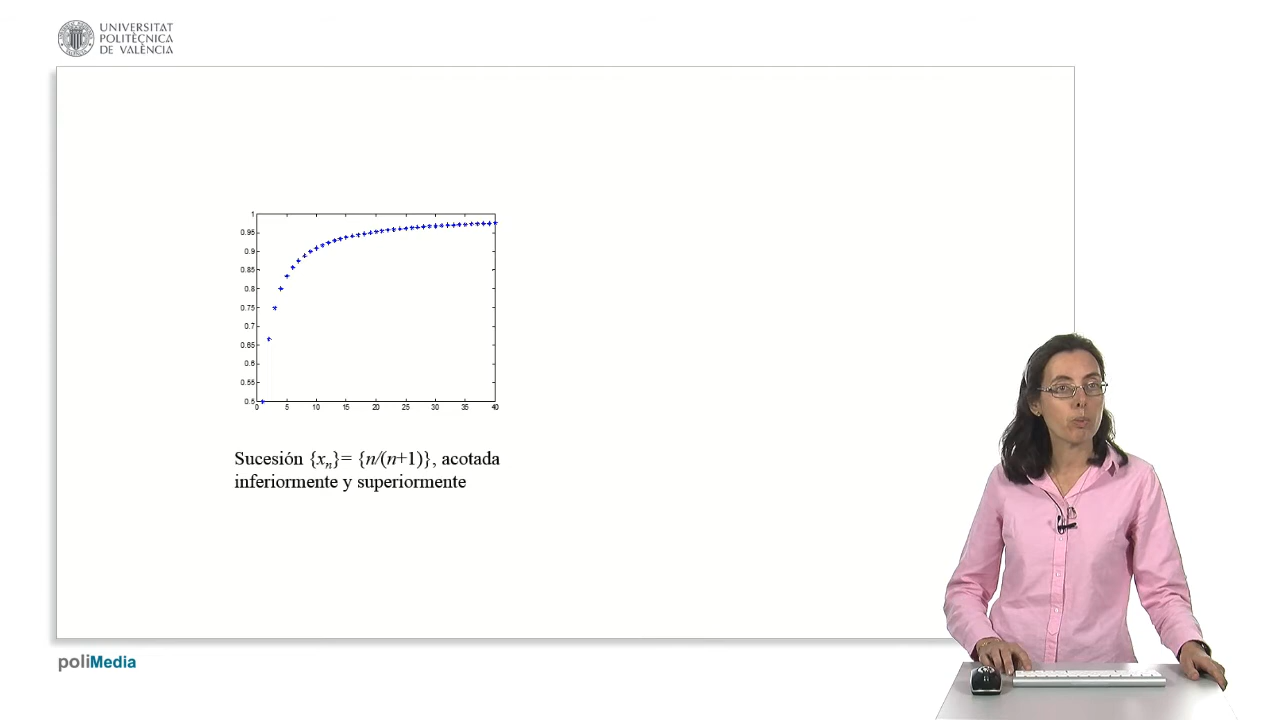 UNIVERSITAT
POLITÈCNICA
DE VALÈNCIA
1
0.95
0.9
0.85
0.8
0.75
0.7
0.65
0.6
0.55
0.5
0 5 10 15 20 25 30 35 40
Sucesión {xn}= {n/(n+1)}, acotada
inferiormente y superiormente
poliMedia